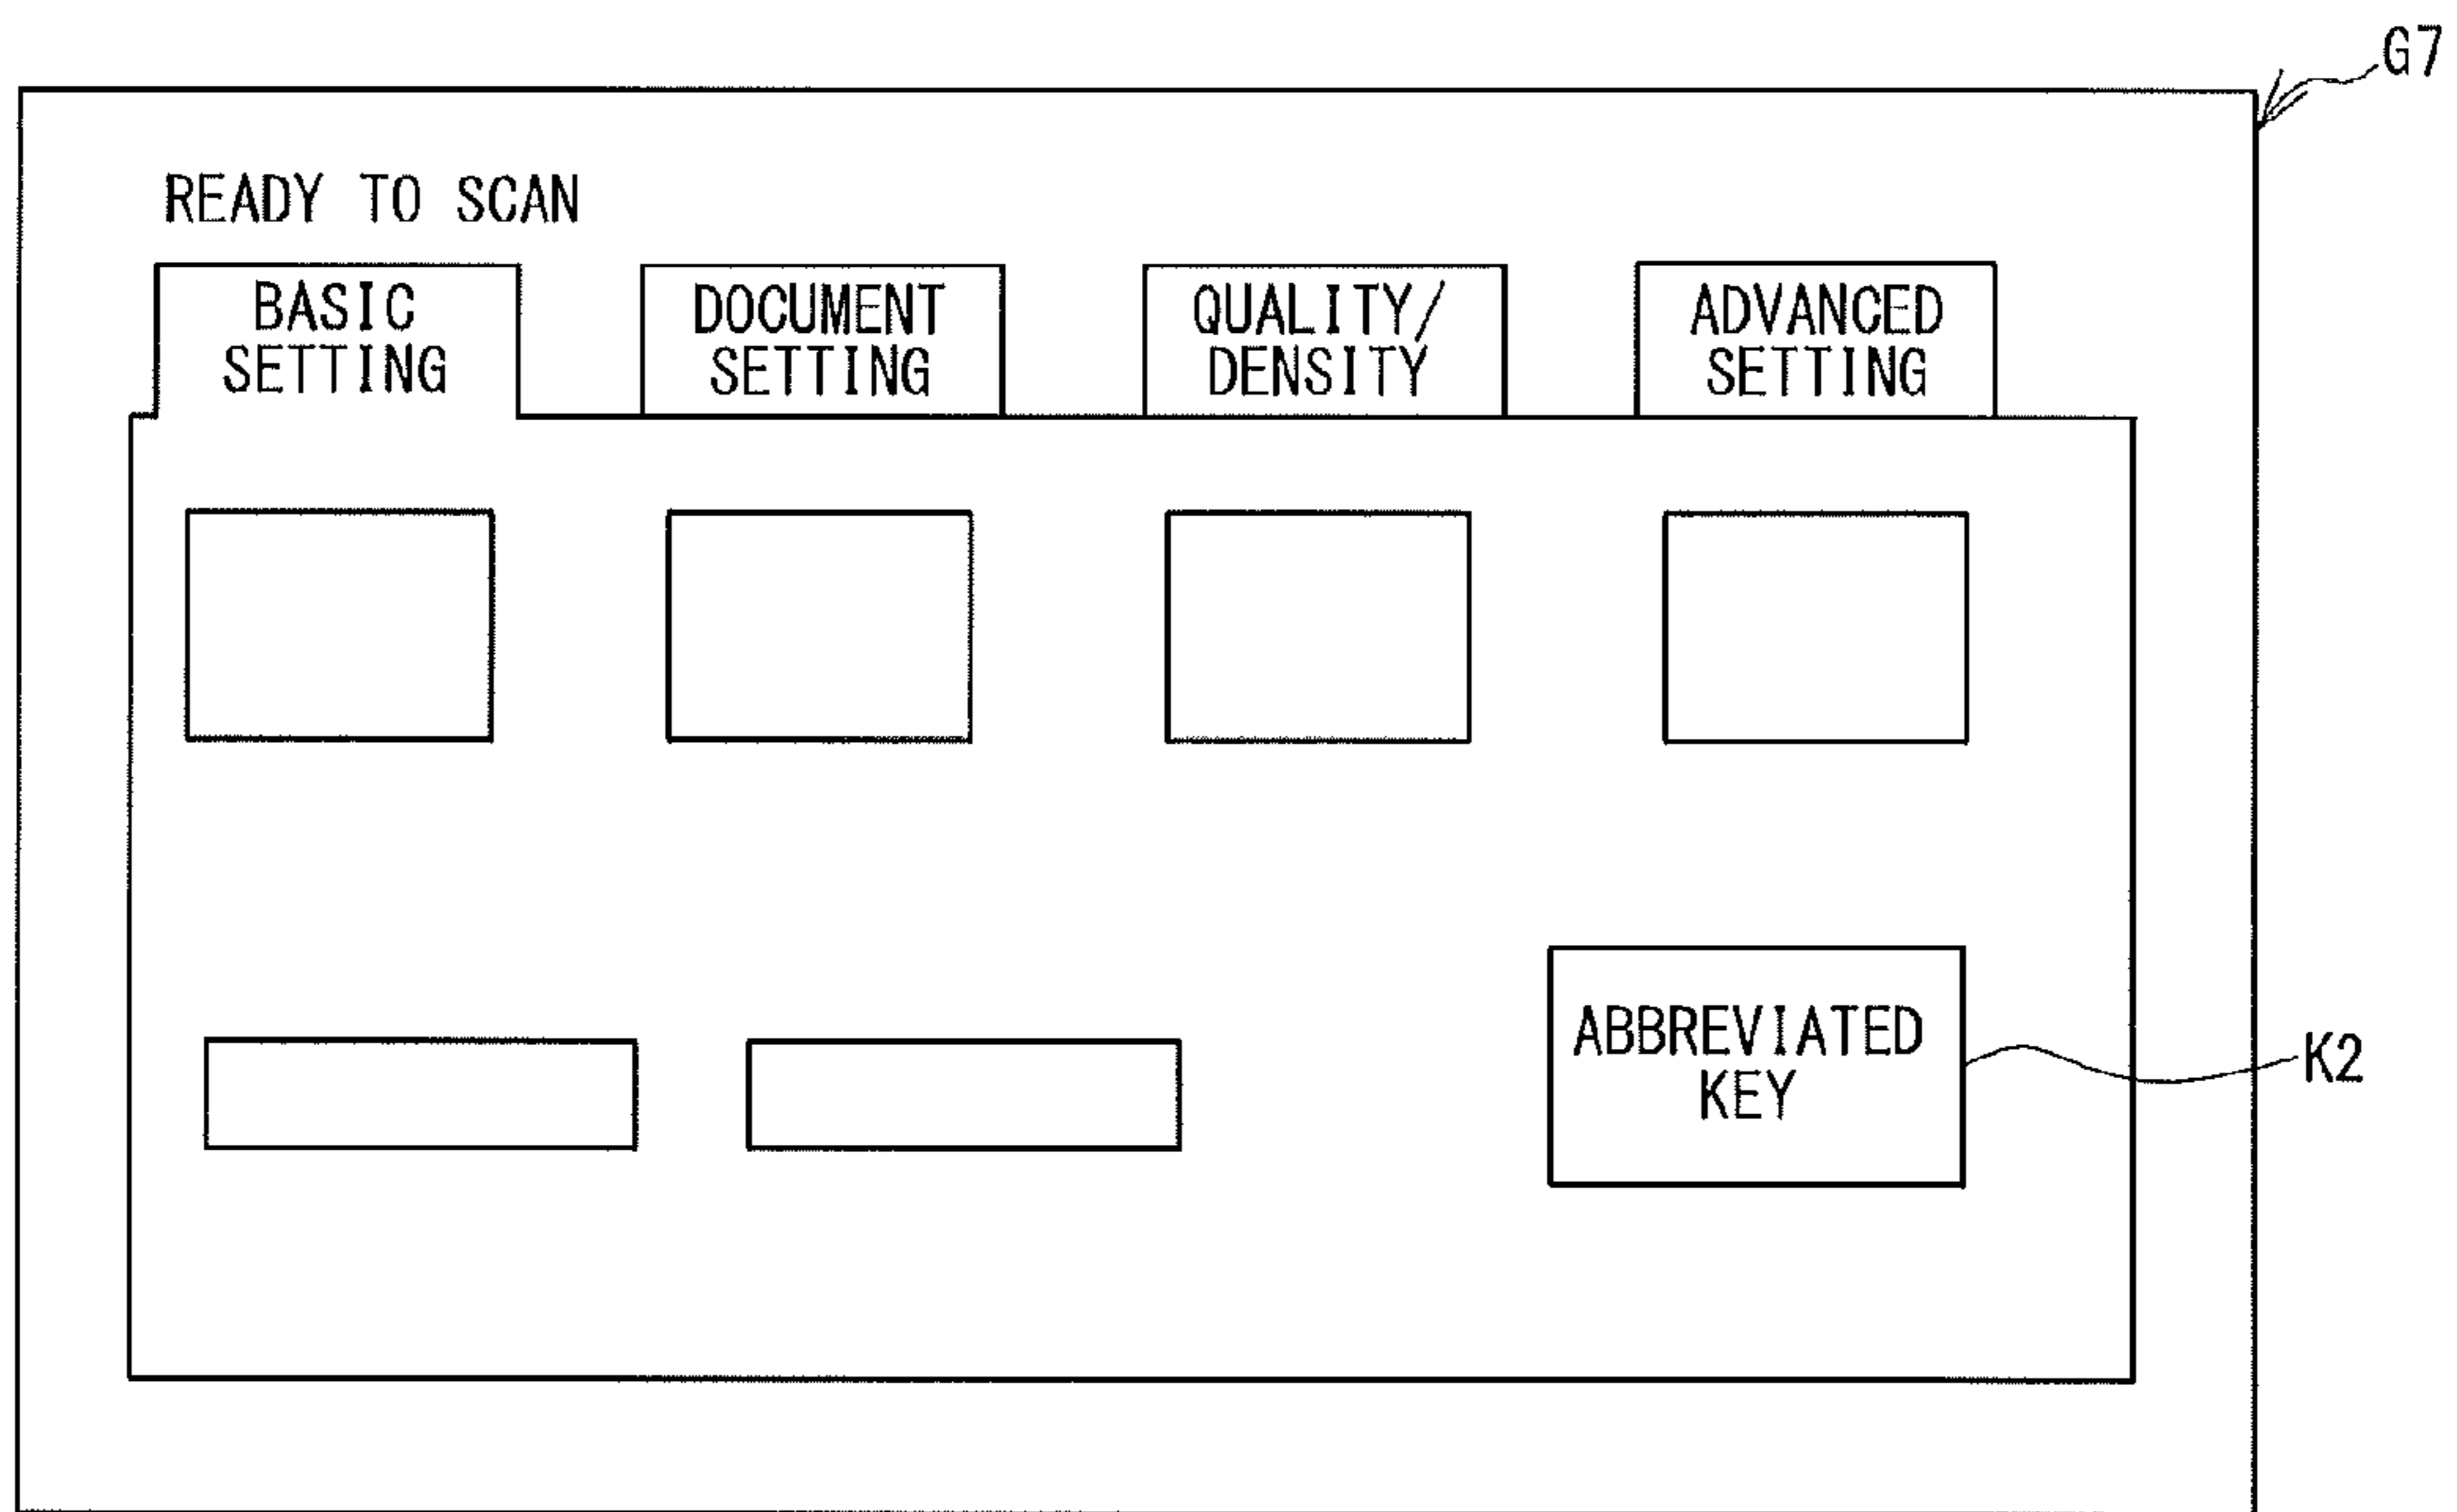 G7
READY TO SCAN
BASIC
SETTING
DOCUMENT
SETTING
QUALITY/
DENSITY
ADVANCED
SETTING
ABBREVIATED
KEY
K2